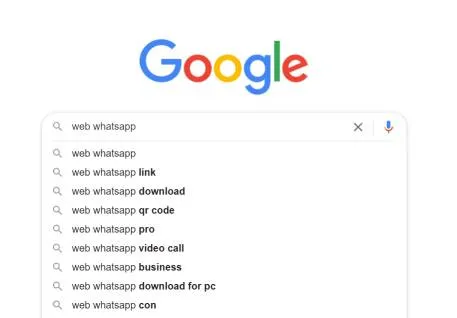 Google
web whatsapp
web whatsapp
web whatsapp link
web whatsapp download
web whatsapp qr code
web whatsapp pro
web whatsapp video call
web whatsapp business
web whatsapp download for pc
web whatsapp con